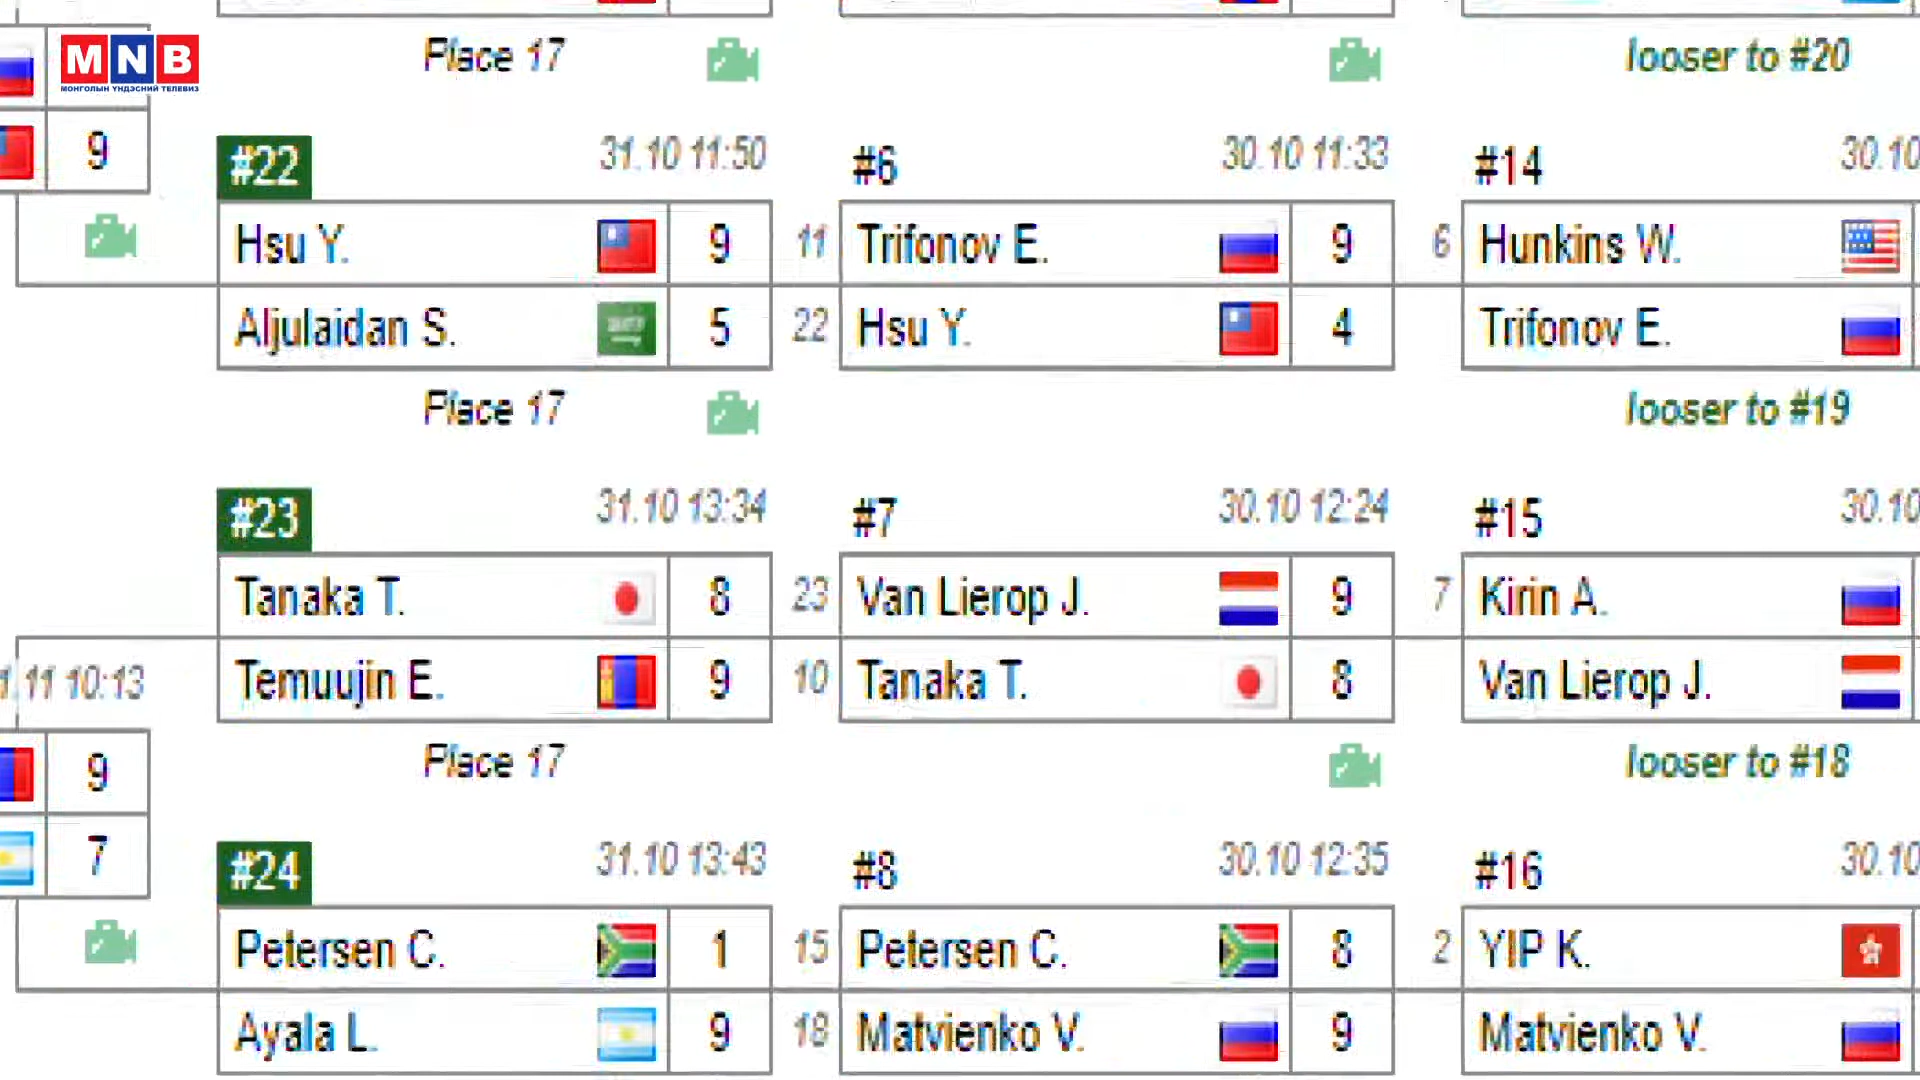 MNB
МОНГОЛЫН ҮНДЭСНИЙ ТЕЛЕВИЗ
Place 17
looser to #20
9
#22 31.10 11:50
Hsu Y. 9
Aljulaidan S. 5
Place 17
#6 30.10 11:33
11 Trifonov E. 9
22 Hsu Y. 4
#14 30.10
6 Hunkins W.
Trifonov E.
looser to #19
#23 31.10 13:34
Tanaka T. 8
Temuujin E. 9
Place 17
#7 30.10 12:24
23 Van Lierop J. 9
10 Tanaka T. 8
#15 30.10
7 Kirin A.
Van Lierop J.
looser to #18
1.11 10:13
9
7
#24 31.10 13:43
Petersen C. 1
Ayala L. 9
#8 30.10 12:35
15 Petersen C. 8
18 Matvienko V. 9
#16 30.10
2 YIP K.
Matvienko V.